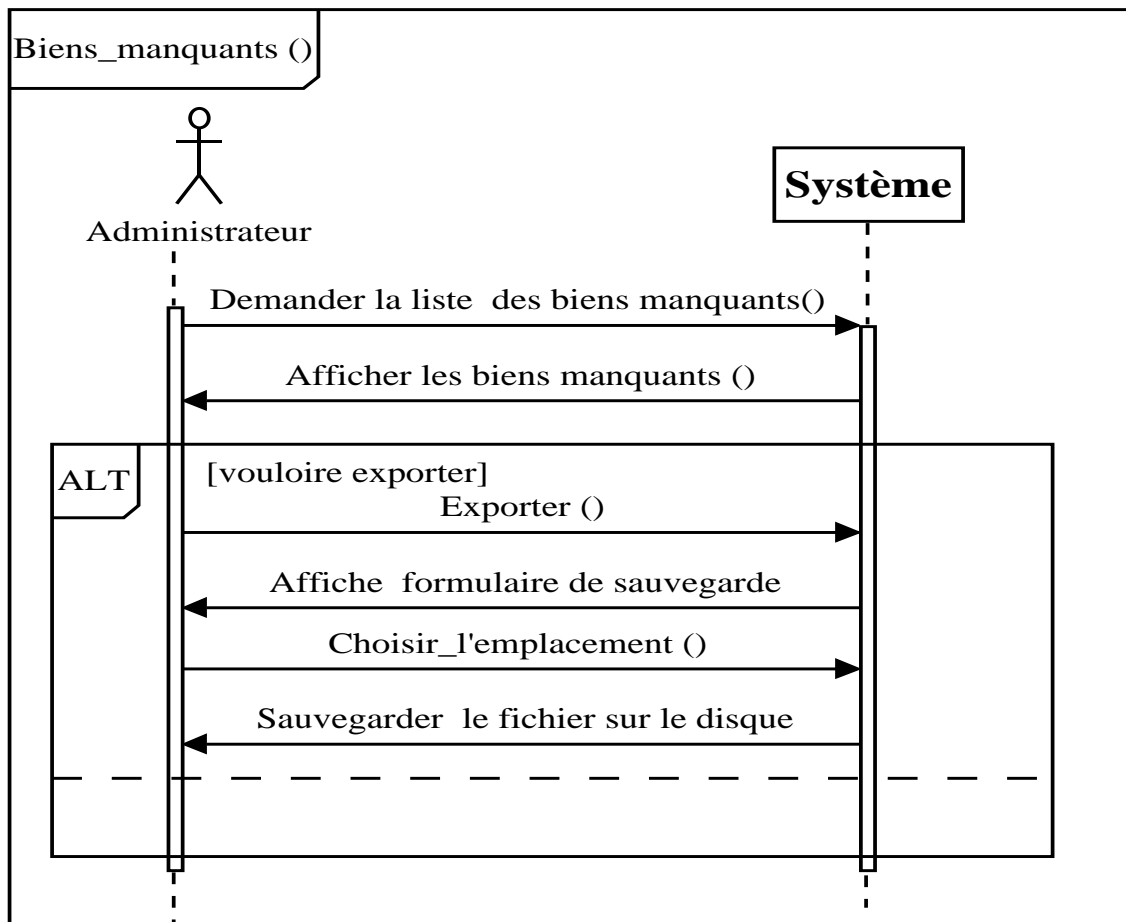 Biens_manquants ()
Système
Administrateur
Demander la liste  des biens manquants()
Afficher les biens manquants ()
ALT
[vouloire exporter]
Exporter ()
Affiche  formulaire de sauvegarde
Choisir_l'emplacement ()
Sauvegarder  le fichier sur le disque